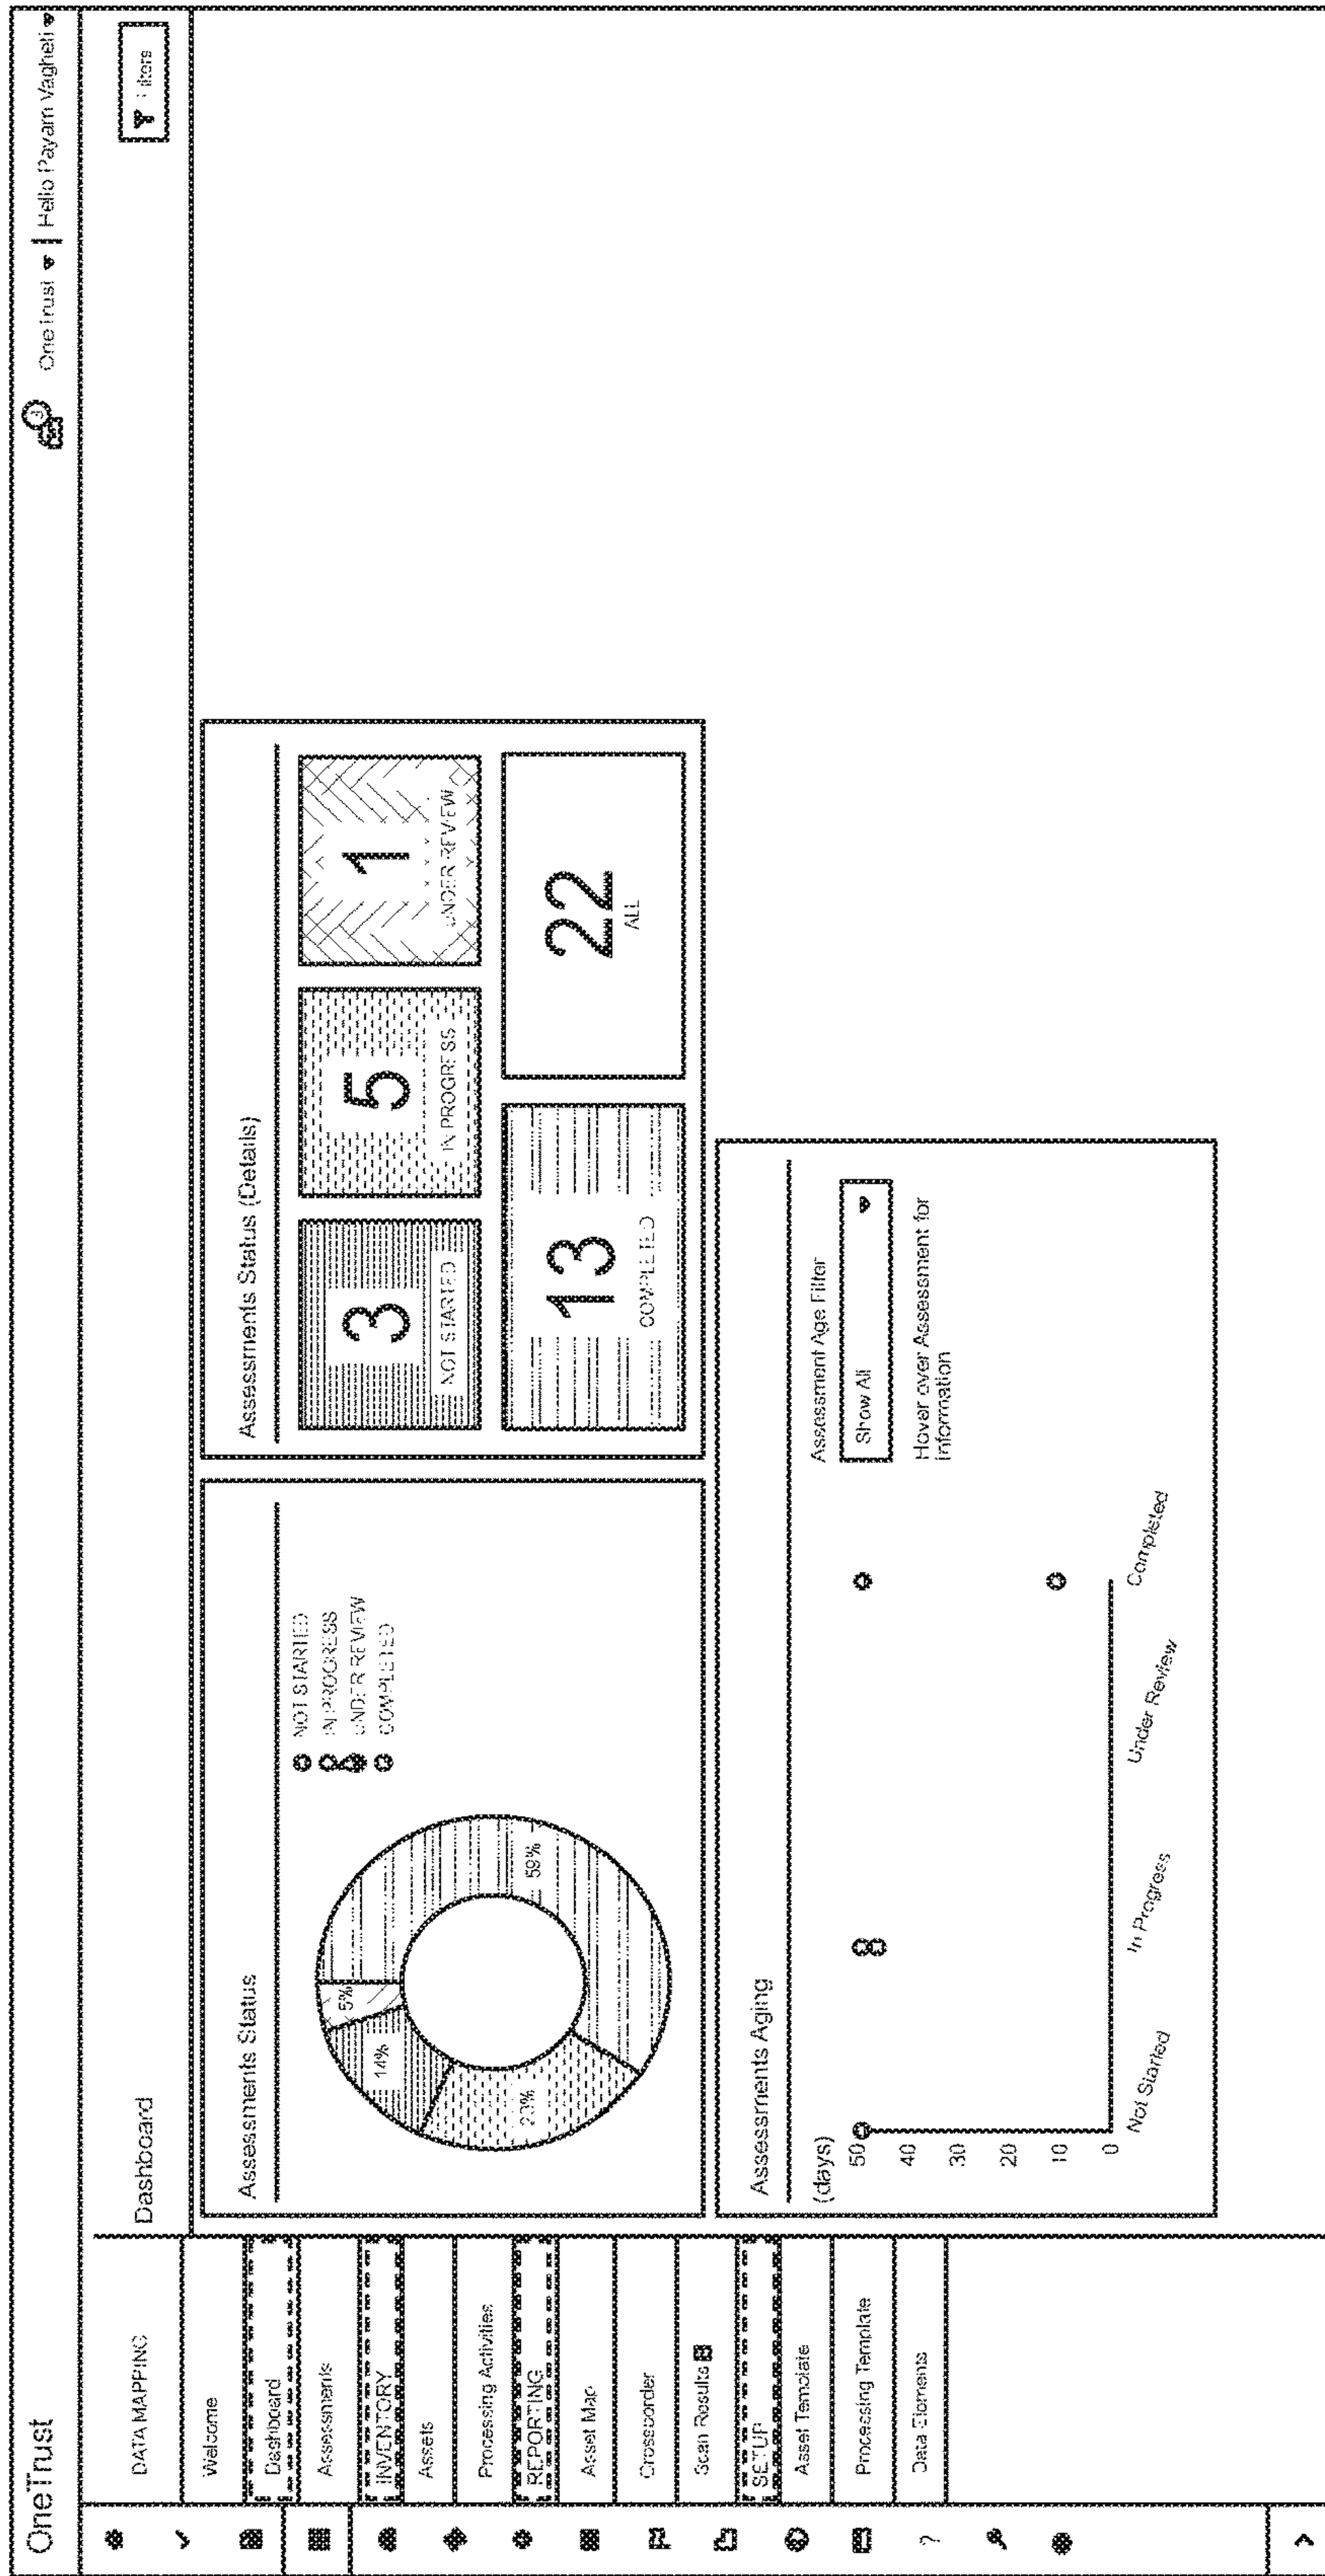 OneTrust
3
OneTrust | Hello Payam Vagheti
DATA MAPPING
Welcome
Dashboard
Assessments
INVENTORY
Assets
Processing Activities
REPORTING
Asset Map
Crossborder
Scan Results
SETUP
Asset Template
Processing Template
Data Elements
?
Dashboard
Filters
Assessments Status
NOT STARTED
IN PROGRESS
UNDER REVIEW
COMPLETED
5%
14%
23%
59%
Assessments Status (Details)
3
NOT STARTED
5
IN PROGRESS
1
UNDER REVIEW
13
COMPLETED
22
ALL
Assessments Aging
(days)
50
40
30
20
10
0
Not Started
In Progress
Under Review
Completed
Assessment Age Filter
Show All
Hover over Assessment for
information